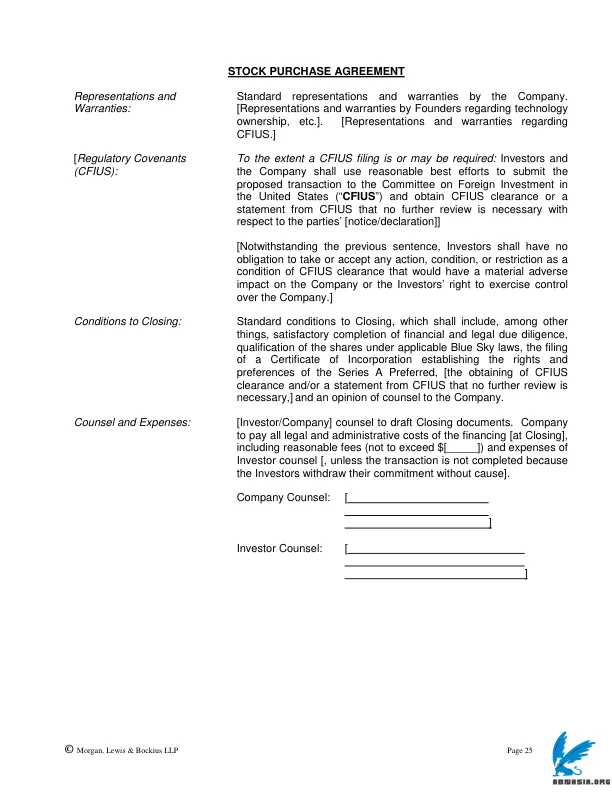 STOCK PURCHASE AGREEMENT
Representations and
Warranties:
Standard representations and warranties by the Company.
[Representations and warranties by Founders regarding technology
ownership, etc.]. [Representations and warranties regarding
CFIUS.]
[Regulatory Covenants
(CFIUS):
To the extent a CFIUS filing is or may be required: Investors and
the Company shall use reasonable best efforts to submit the
proposed transaction to the Committee on Foreign Investment in
the United States (“CFIUS”) and obtain CFIUS clearance or a
statement from CFIUS that no further review is necessary with
respect to the parties’ [notice/declaration]]
[Notwithstanding the previous sentence, Investors shall have no
obligation to take or accept any action, condition, or restriction as a
condition of CFIUS clearance that would have a material adverse
impact on the Company or the Investors’ right to exercise control
over the Company.]
Conditions to Closing:
Standard conditions to Closing, which shall include, among other
things, satisfactory completion of financial and legal due diligence,
qualification of the shares under applicable Blue Sky laws, the filing
of a Certificate of Incorporation establishing the rights and
preferences of the Series A Preferred, [the obtaining of CFIUS
clearance and/or a statement from CFIUS that no further review is
necessary,] and an opinion of counsel to the Company.
Counsel and Expenses:
[Investor/Company] counsel to draft Closing documents. Company
to pay all legal and administrative costs of the financing [at Closing],
including reasonable fees (not to exceed $[_____]) and expenses of
Investor counsel [, unless the transaction is not completed because
the Investors withdraw their commitment without cause].
Company Counsel: [
]
Investor Counsel: [
]
© Morgan, Lewis & Bockius LLP
Page 25
ABNASIA.ORG